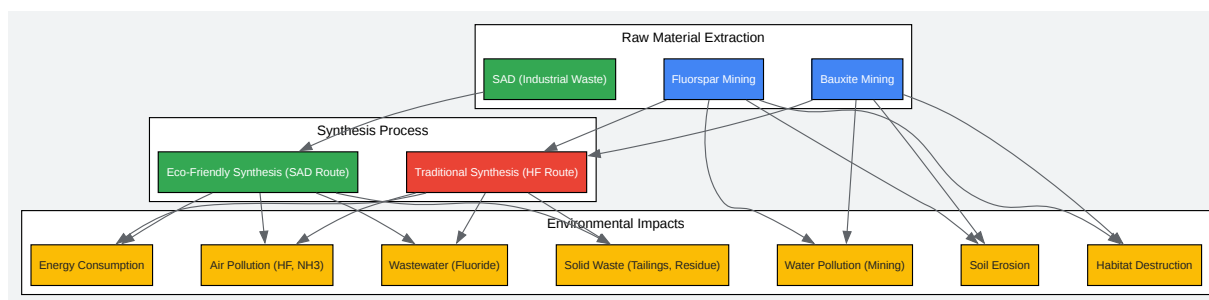 Raw Material Extraction
SAD (Industrial Waste)
Fluorspar Mining
Bauxite Mining
Synthesis Process
Eco-Friendly Synthesis (SAD Route)
Traditional Synthesis (HF Route)
Environmental Impacts
Energy Consumption
Air Pollution (HF, NH3)
Wastewater (Fluoride)
Solid Waste (Tailings, Residue)
Water Pollution (Mining)
Soil Erosion
Habitat Destruction